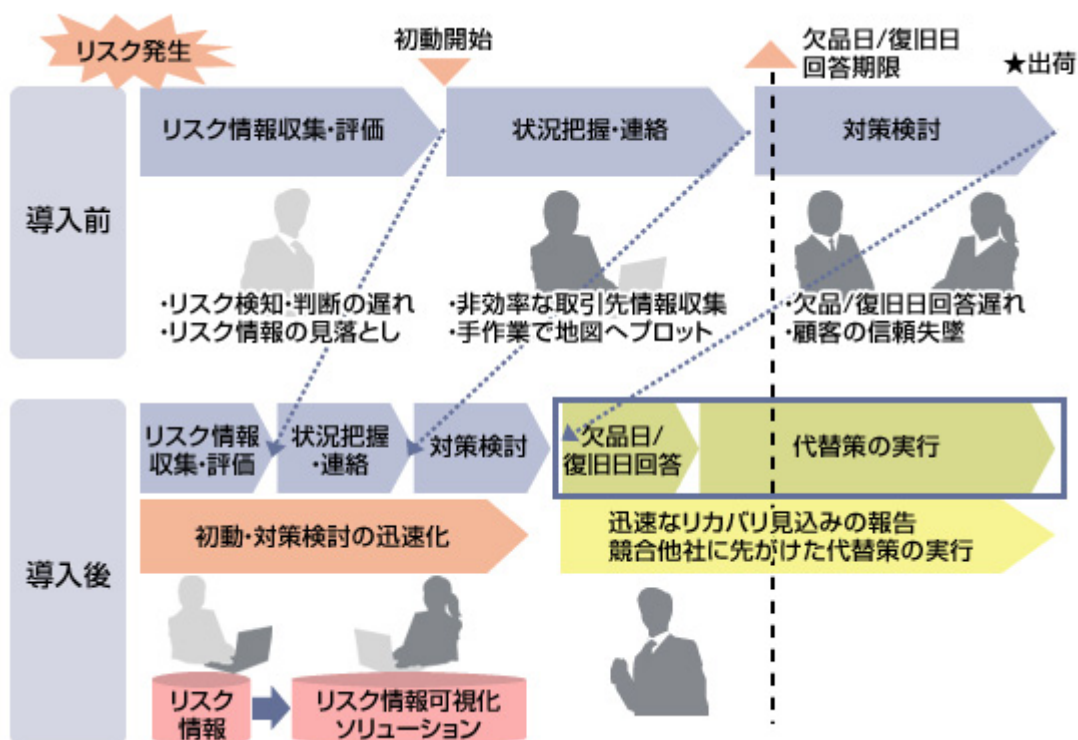 リスク発生
初動開始
欠品日/復旧日
回答期限
★出荷
導入前
リスク情報収集・評価
状況把握・連絡
対策検討
・リスク検知・判断の遅れ
・リスク情報の見落とし
・非効率な取引先情報収集
・手作業で地図へプロット
・欠品/復旧日回答遅れ
・顧客の信頼失墜
導入後
リスク情報
収集・評価
状況把握
・連絡
対策検討
欠品日/
復旧日回答
代替策の実行
初動・対策検討の迅速化
迅速なリカバリ見込みの報告
競合他社に先がけた代替策の実行
リスク
情報
リスク情報可視化
ソリューション